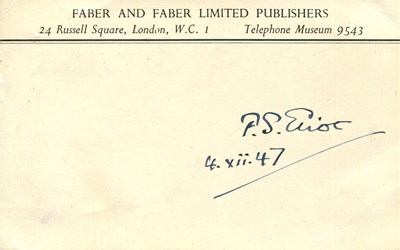 FABER AND FABER LIMITED PUBLISHERS
24 Russell Square, London, W.C. 1 Telephone Museum 9543
T.S. Eliot
4.xii.47